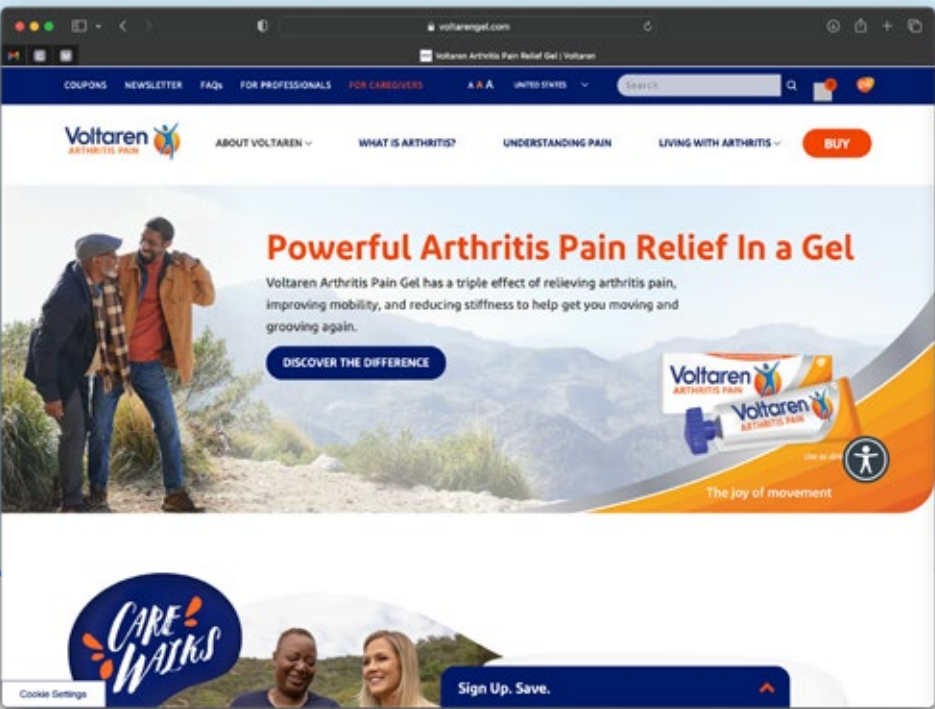 voltarengel.com
Voltaren Arthritis Pain Relief Gel | Voltaren
COUPONS NEWSLETTER FAQs FOR PROFESSIONALS FOR CAREGIVERS A A A UNITED STATES Search
Voltaren
ARTHRITIS PAIN
ABOUT VOLTAREN WHAT IS ARTHRITIS? UNDERSTANDING PAIN LIVING WITH ARTHRITIS BUY
Powerful Arthritis Pain Relief In a Gel
Voltaren Arthritis Pain Gel has a triple effect of relieving arthritis pain,
improving mobility, and reducing stiffness to help get you moving and
grooving again.
DISCOVER THE DIFFERENCE
Voltaren
ARTHRITIS PAIN
Voltaren
ARTHRITIS PAIN
Use as
The joy of movement
CARE
WALKS
Sign Up. Save.
Cookie Settings